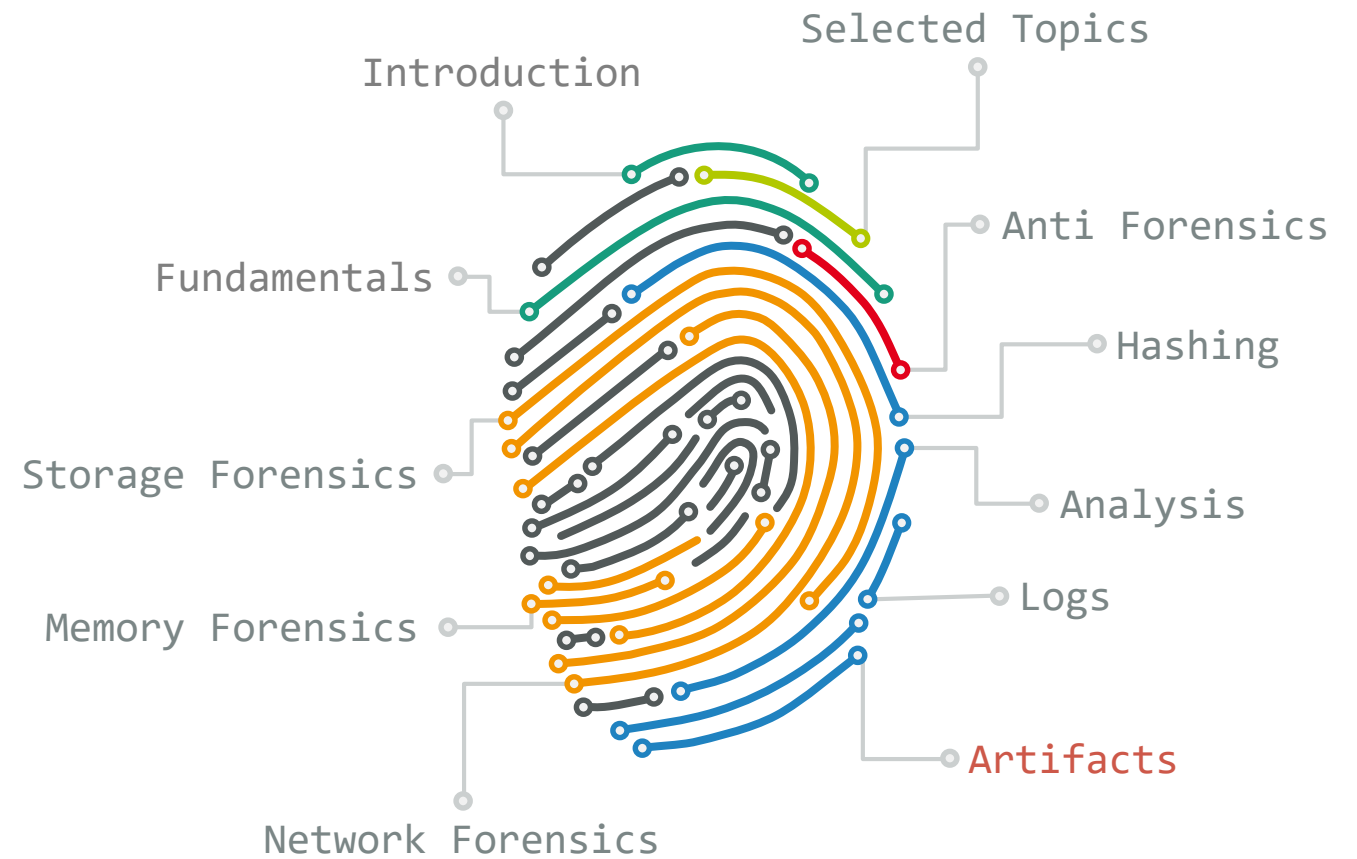 Selected Topics
Introduction
Anti Forensics
Fundamentals
Hashing
Storage Forensics
Analysis
Logs
Memory Forensics
Artifacts
Network Forensics